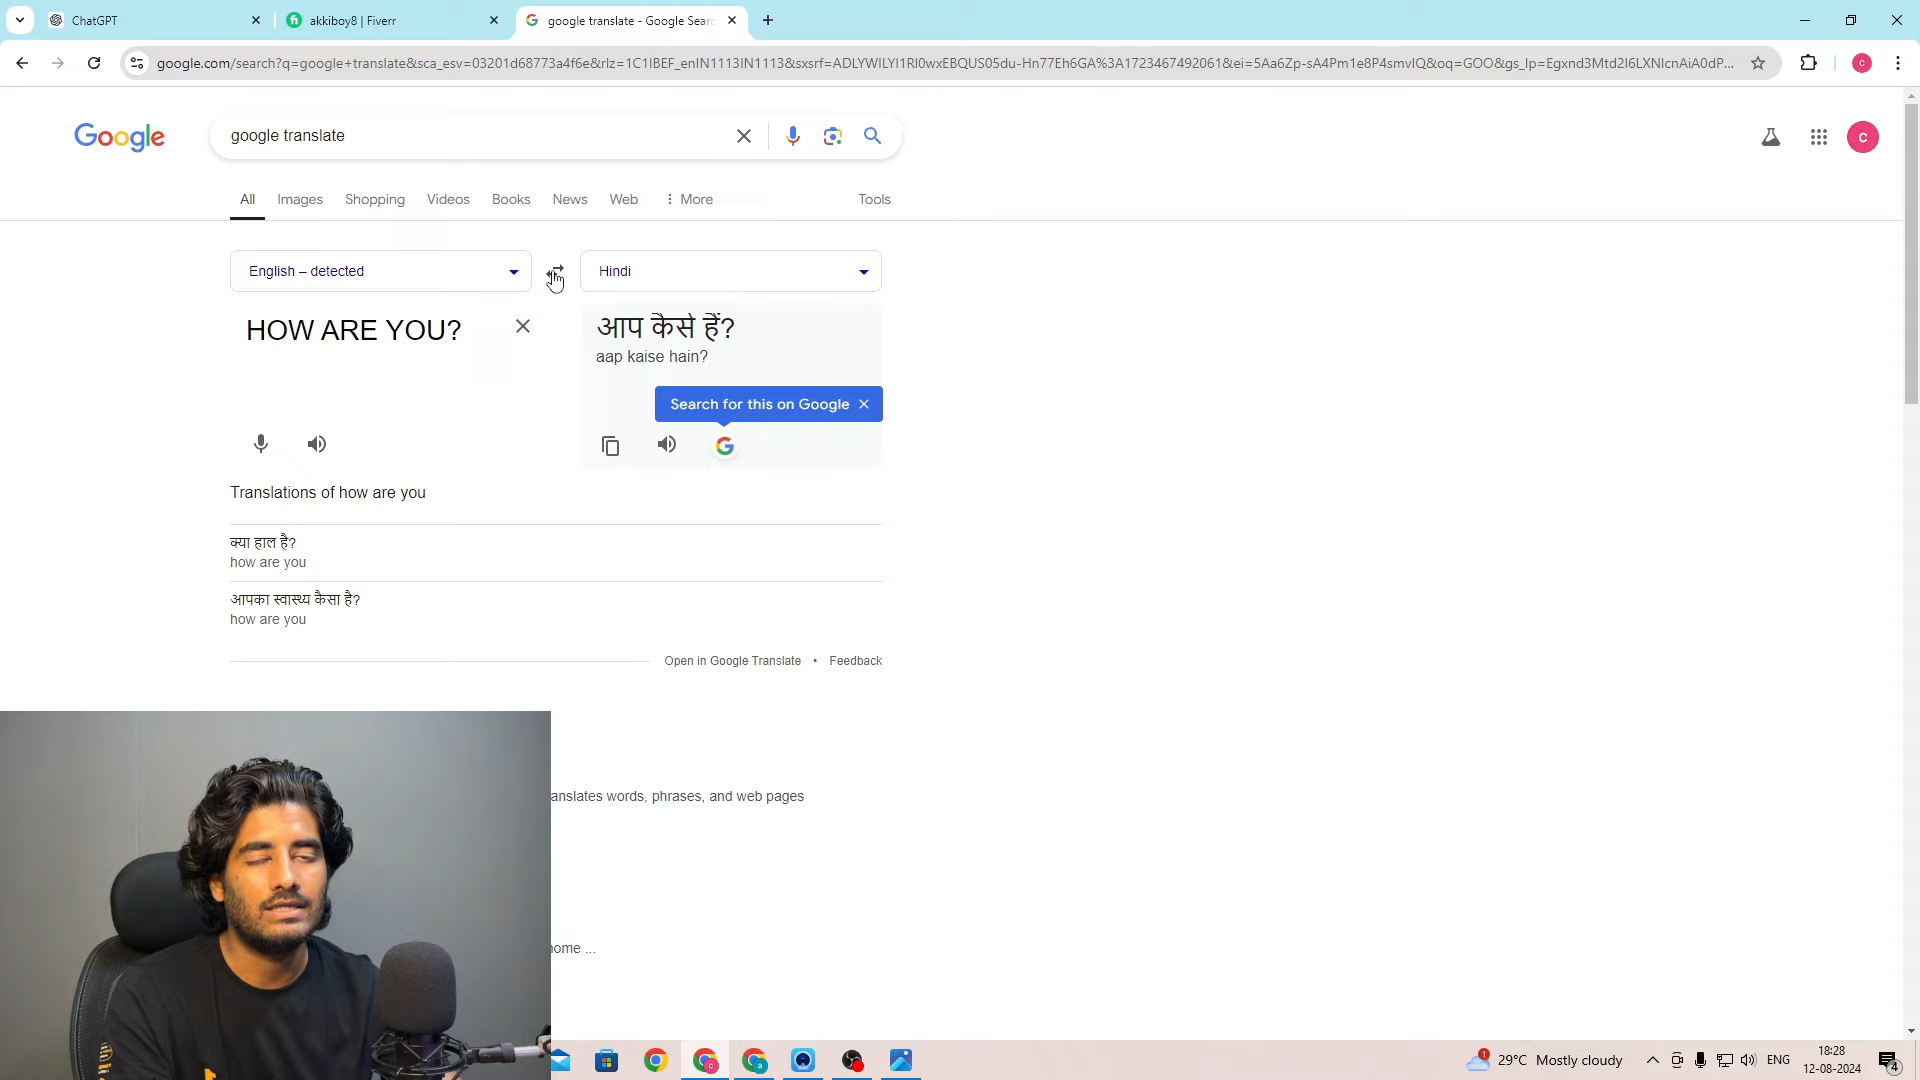 ChatGPT
akkiboy8 | Fiverr
google translate - Google Sear
google.com/search?q=google+translate&sca_esv=03201d68773a4f6e&rlz=1C1IBEF_enIN1113IN1113&sxsrf=ADLYWILYI1Rl0wxEBQUS05du-Hn77Eh6GA%3A1723467492061&ei=5Aa6Zp-sA4Pm1e8P4smvIQ&oq=GOO&gs_lp=Egxnd3Mtd2l6LXNlcnAiA0dP...
c
Google
google translate
c
All Images Shopping Videos Books News Web More Tools
English – detected
Hindi
HOW ARE YOU?
आप कैसे हैं?
aap kaise hain?
Search for this on Google
Translations of how are you
क्या हाल है?
how are you
आपका स्वास्थ्य कैसा है?
how are you
Open in Google Translate • Feedback
anslates words, phrases, and web pages
ome ...
1
29°C Mostly cloudy
ENG
18:28
12-08-2024
4